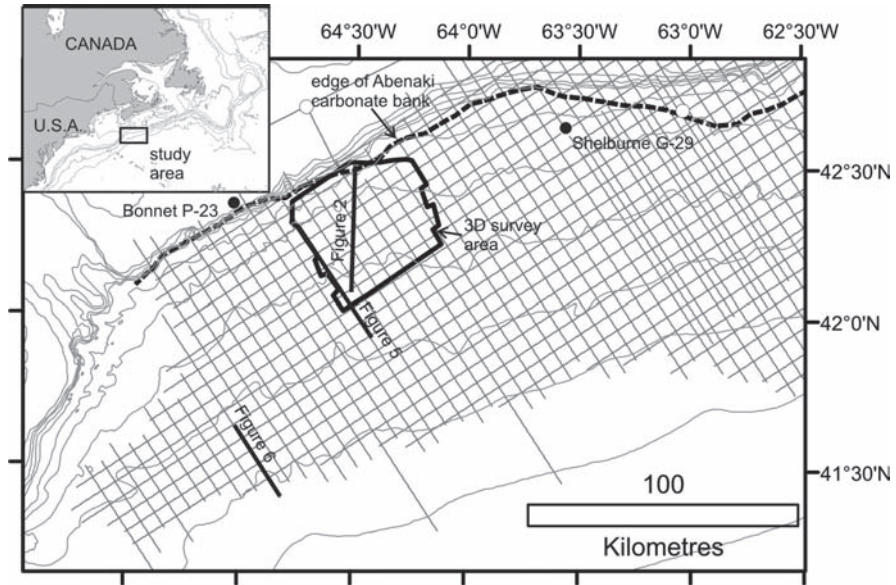 64°30'W
64°0'W
63°30'W
63°0'W
62°30'W
CANADA
U.S.A.
study
area
edge of Abenaki
carbonate bank
Shelburne G-29
Bonnet P-23
Figure 2
3D survey
area
Figure 5
Figure 6
42°30'N
42°0'N
41°30'N
100
Kilometres